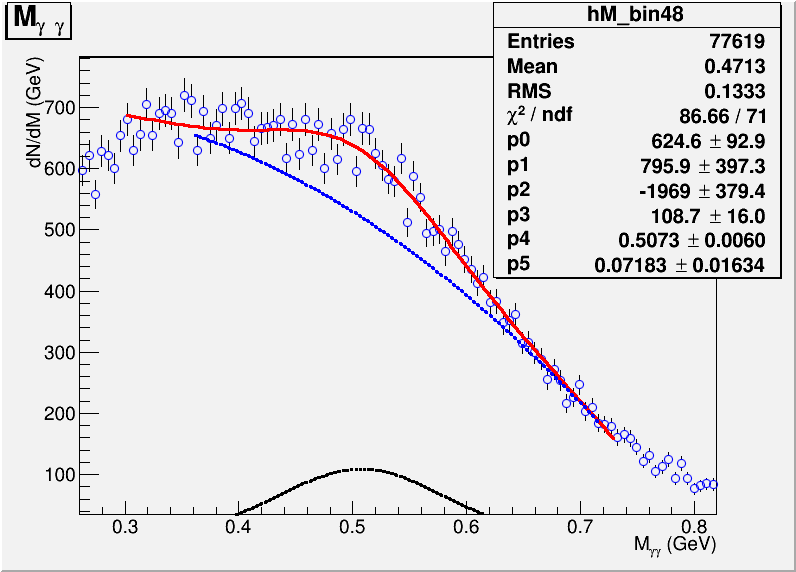 M γ γ
hM_bin48
Entries 77619
Mean 0.4713
RMS 0.1333
χ² / ndf 86.66 / 71
p0 624.6 ± 92.9
p1 795.9 ± 397.3
p2 -1969 ± 379.4
p3 108.7 ± 16.0
p4 0.5073 ± 0.0060
p5 0.07183 ± 0.01634
dN/dM (GeV)
700
600
500
400
300
200
100
0.3 0.4 0.5 0.6 0.7 0.8
Mγγ (GeV)